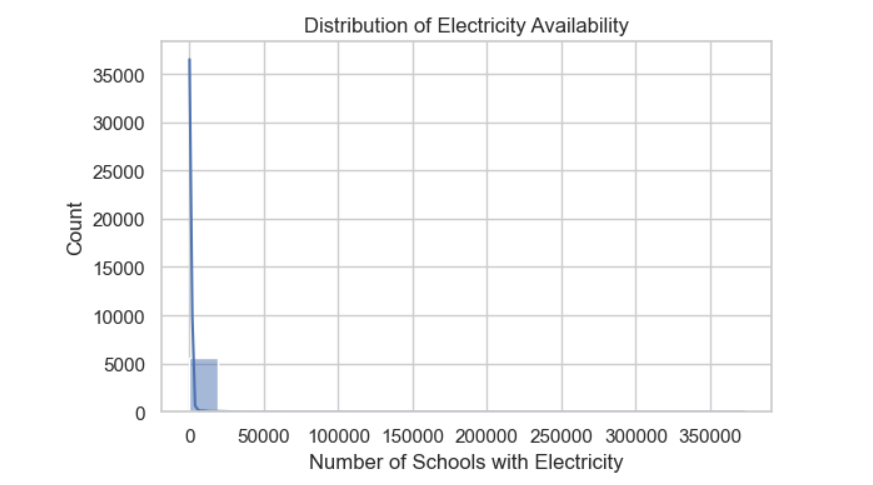 Distribution of Electricity Availability
35000
30000
25000
20000
15000
10000
5000
0
Count
0 50000 100000 150000 200000 250000 300000 350000
Number of Schools with Electricity